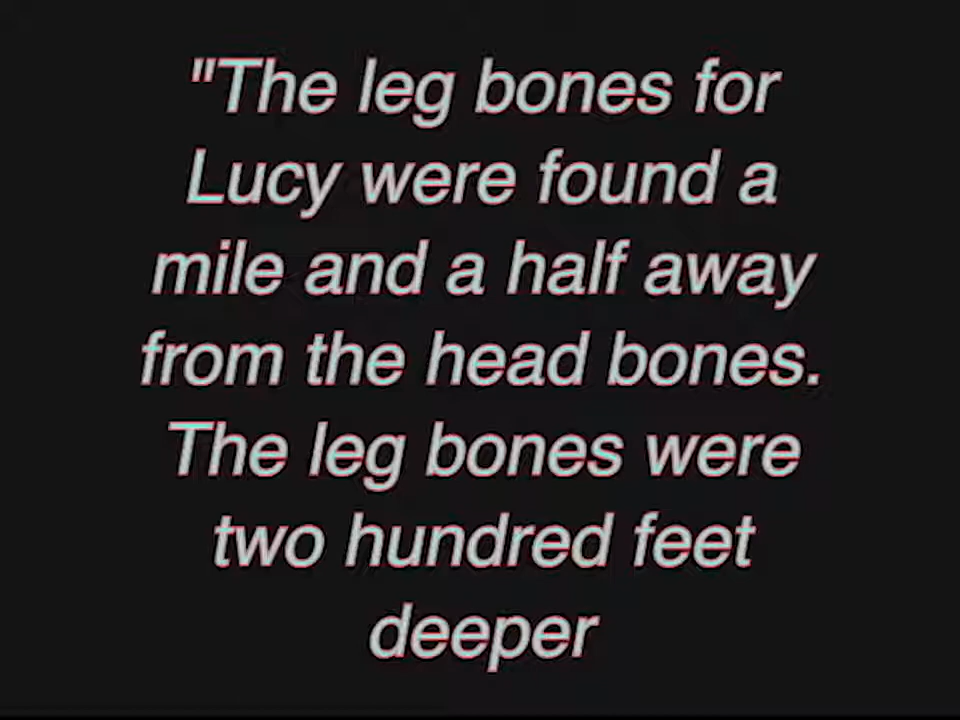 "The leg bones for
Lucy were found a
mile and a half away
from the head bones.
The leg bones were
two hundred feet
deeper